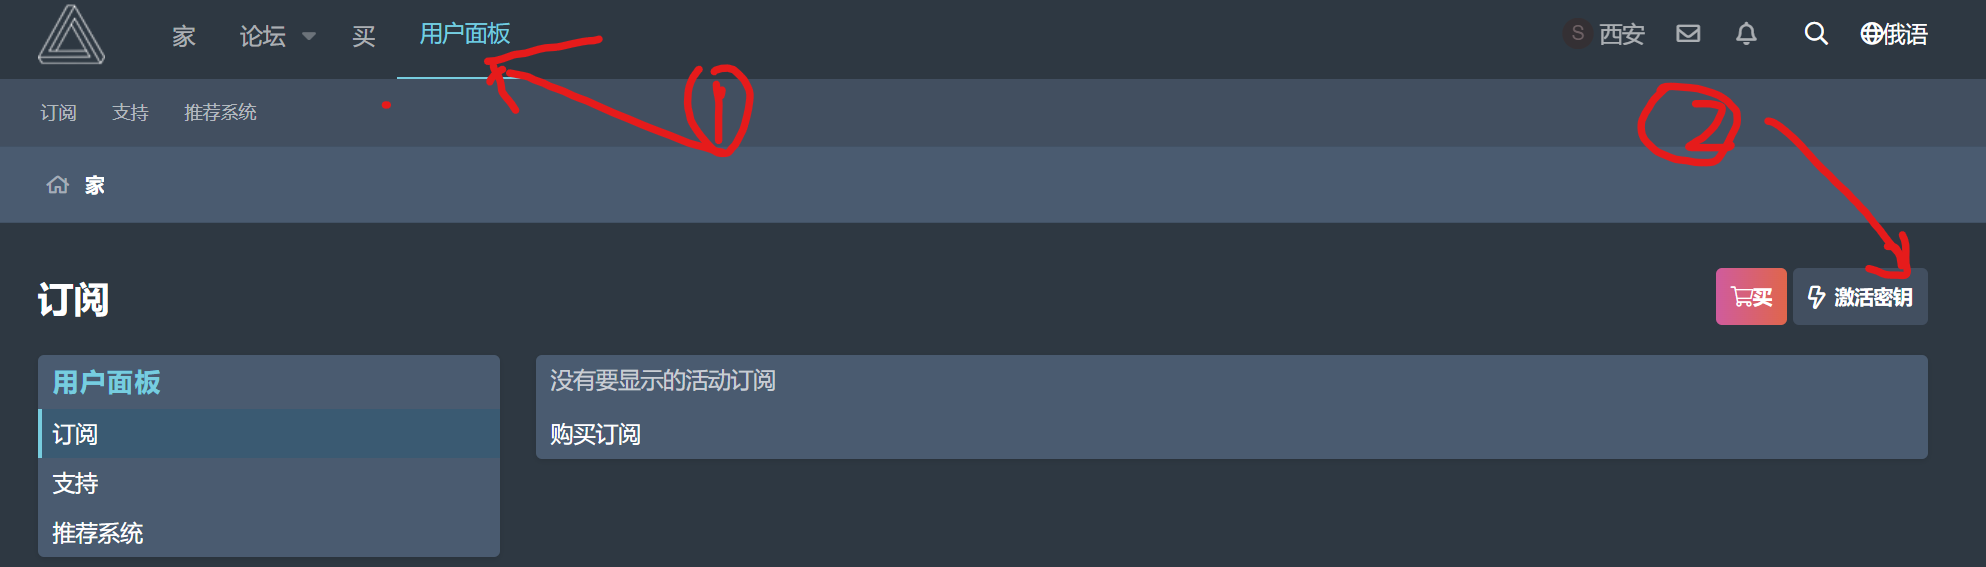 家 论坛 买 用户面板 S 西安 俄语
订阅 支持 推荐系统
1 2
家
订阅 买 激活密钥
用户面板
订阅
支持
推荐系统
没有要显示的活动订阅
购买订阅